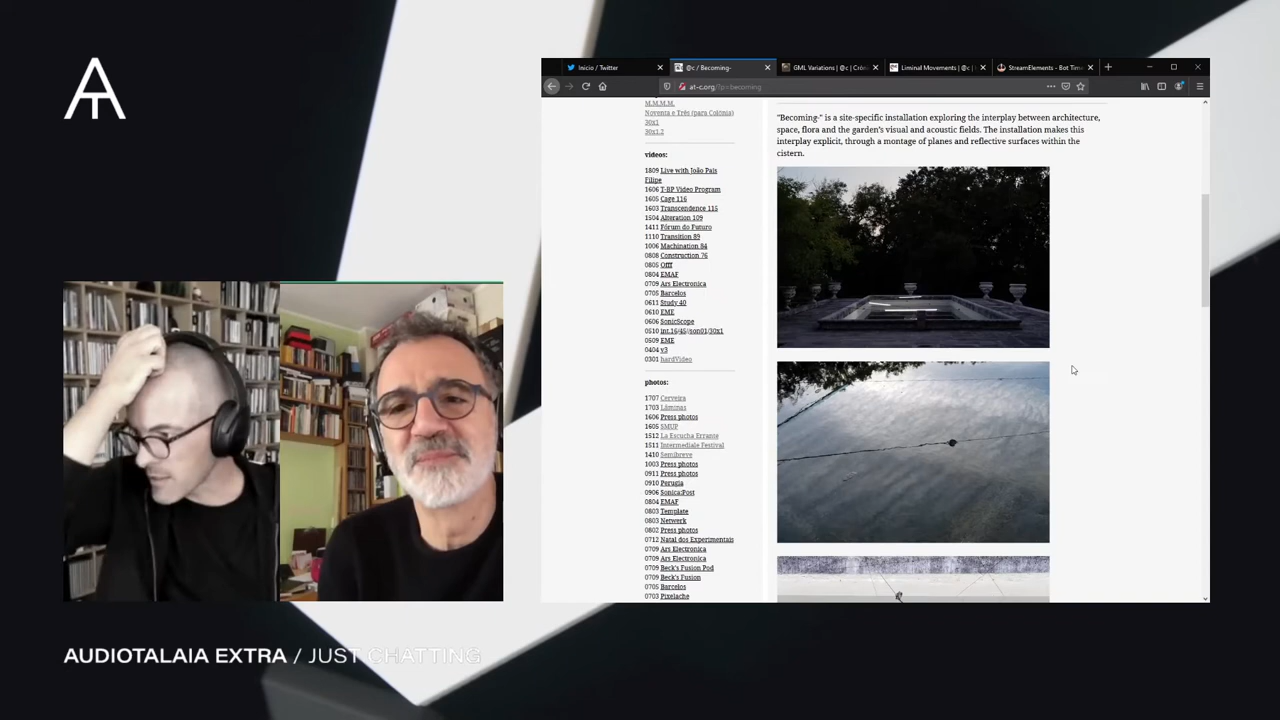 AT
Inicio / Twitter
@c / Becoming-
GML Variations | @c | Crón
Liminal Movements | @c |
StreamElements - Bot Time
at-c.org/?p=becoming
M.M.M.M.
Noventa e Três (para Colónia)
30x1
30x1.2
videos:
1809 Live with João Pais
Filipe
1606 T-HP Video Program
1605 Cage 116
1603 Transcendence 115
1504 Alteration 109
1411 Fórum do Futuro
1110 Transition 89
1006 Machination 84
0808 Construction 76
0805 Offf
0804 EMAF
0709 Ars Electronica
0705 Barcelos
0611 Study 40
0610 EME
0606 SonicScope
0510 int.16/45//son01/30x1
0509 EME
0404 v3
0301 hardVideo
photos:
1707 Cerveira
1703 Lâminas
1606 Press photos
1605 SMUP
1512 La Escucha Errante
1511 Intermediale Festival
1410 Semibreve
1003 Press photos
0911 Press photos
0910 Perugia
0906 Sonica:Post
0804 EMAF
0803 Template
0803 Netwerk
0802 Press photos
0712 Natal dos Experimentais
0709 Ars Electronica
0709 Ars Electronica
0709 Beck's Fusion Pod
0709 Beck's Fusion
0705 Barcelos
0703 Pixelache
"Becoming-" is a site-specific installation exploring the interplay between architecture,
space, flora and the garden's visual and acoustic fields. The installation makes this
interplay explicit, through a montage of planes and reflective surfaces within the
cistern.
AUDIOTALAIA EXTRA / JUST CHATTING